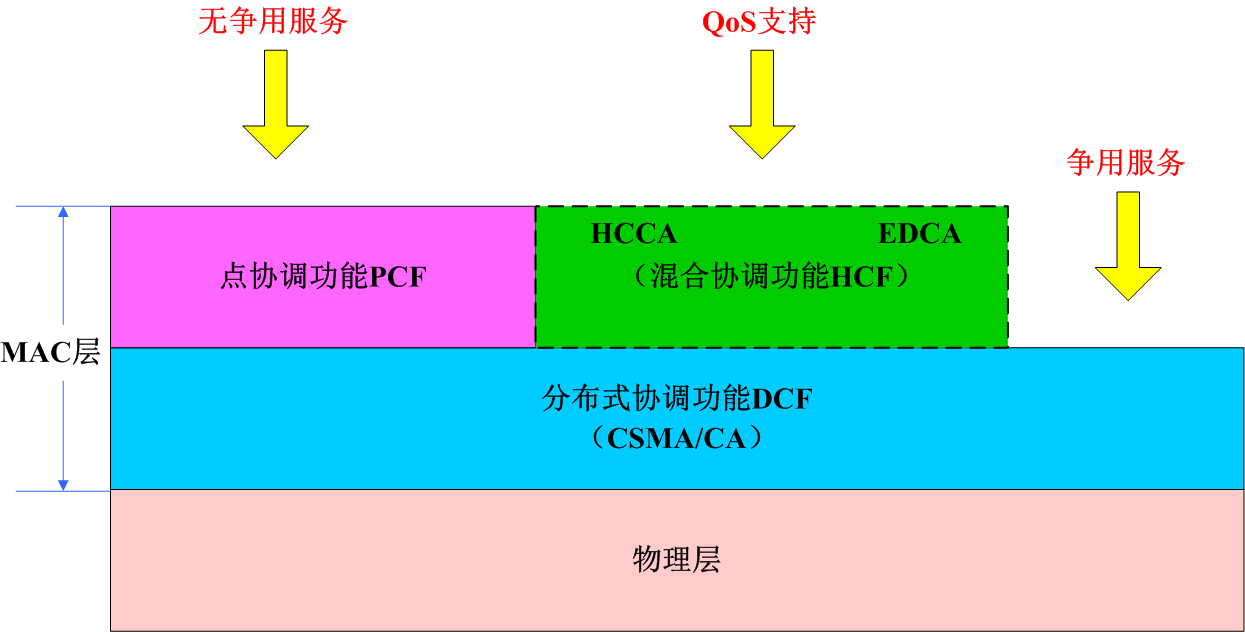 无争用服务
QoS支持
争用服务
HCCA EDCA
点协调功能PCF
（混合协调功能HCF）
MAC层
分布式协调功能DCF
（CSMA/CA）
物理层